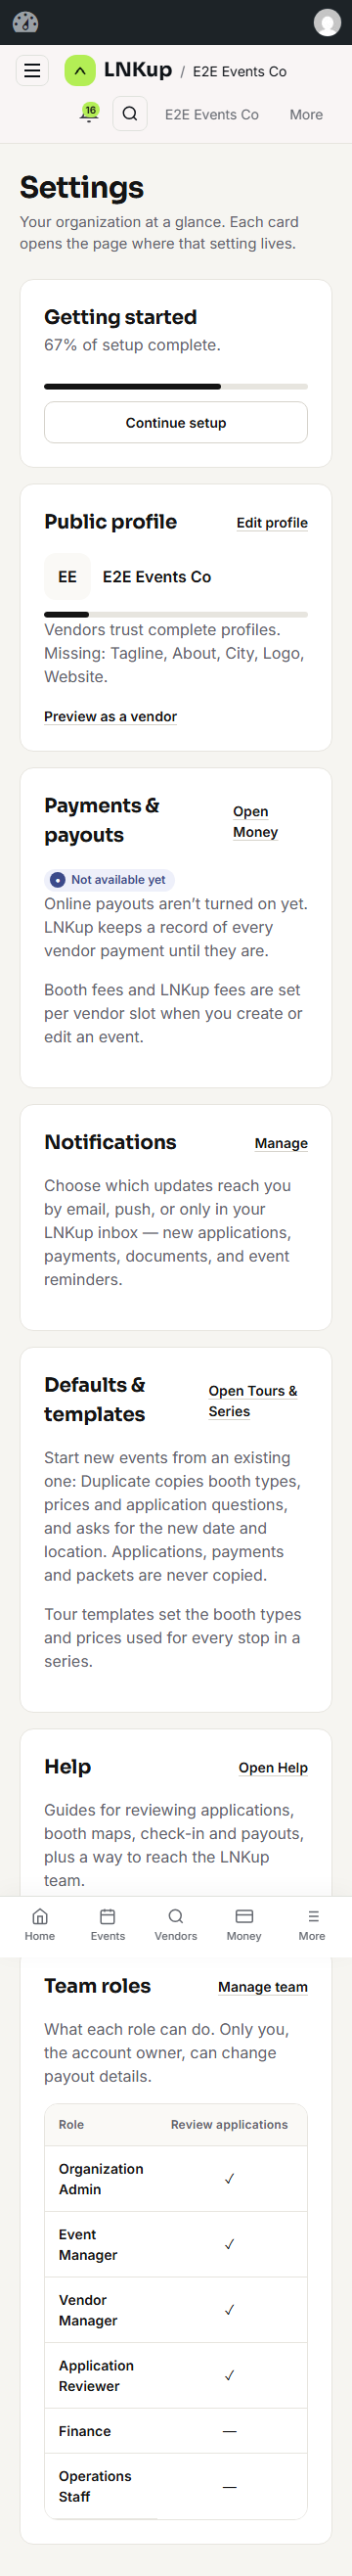 LNKup / E2E Events Co
16
E2E Events Co
More
Settings
Your organization at a glance. Each card
opens the page where that setting lives.
Getting started
67% of setup complete.
Continue setup
Public profile
Edit profile
EE
E2E Events Co
Vendors trust complete profiles.
Missing: Tagline, About, City, Logo,
Website.
Preview as a vendor
Payments &
payouts
Open
Money
Not available yet
Online payouts aren’t turned on yet.
LNKup keeps a record of every
vendor payment until they are.
Booth fees and LNKup fees are set
per vendor slot when you create or
edit an event.
Notifications
Manage
Choose which updates reach you
by email, push, or only in your
LNKup inbox — new applications,
payments, documents, and event
reminders.
Defaults &
templates
Open Tours &
Series
Start new events from an existing
one: Duplicate copies booth types,
prices and application questions,
and asks for the new date and
location. Applications, payments
and packets are never copied.
Tour templates set the booth types
and prices used for every stop in a
series.
Help
Open Help
Guides for reviewing applications,
booth maps, check-in and payouts,
plus a way to reach the LNKup
team.
Home
Events
Vendors
Money
More
Team roles
Manage team
What each role can do. Only you,
the account owner, can change
payout details.
Role
Review applications
Organization
Admin
✓
Event
Manager
✓
Vendor
Manager
✓
Application
Reviewer
✓
Finance
—
Operations
Staff
—